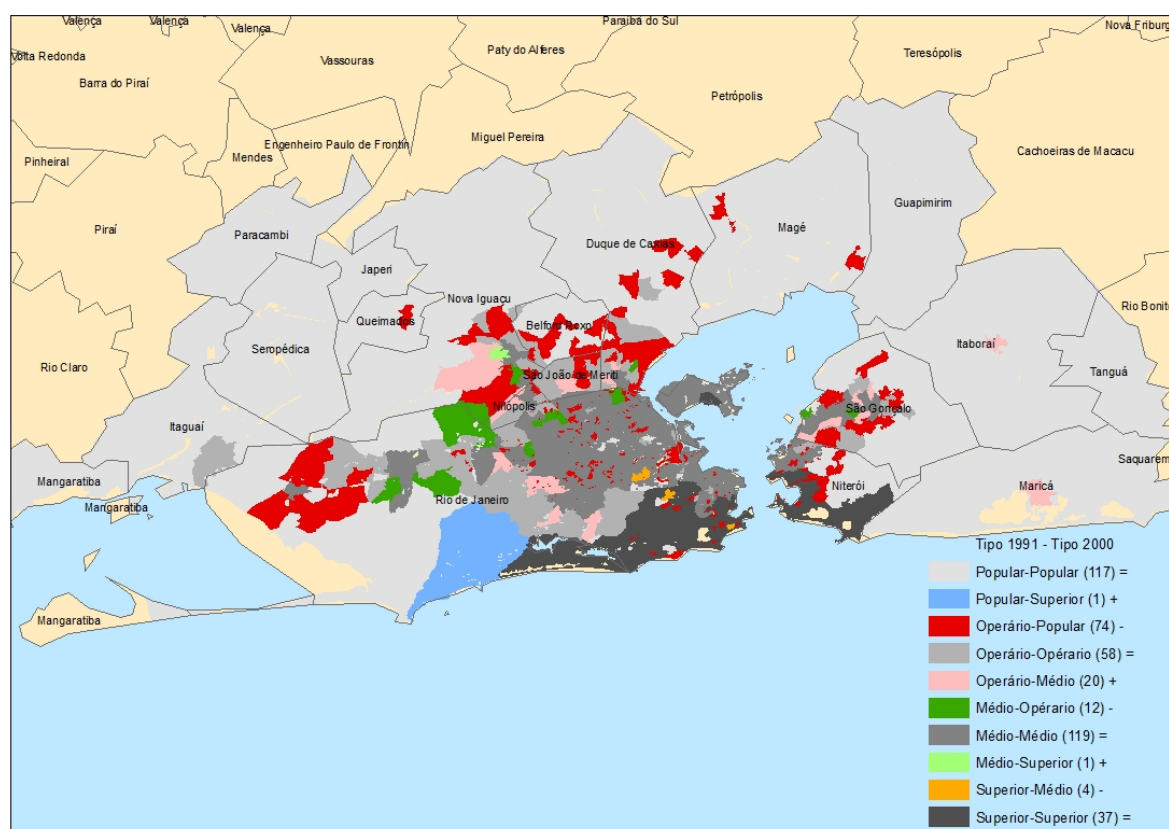 Valença
Valença
Valença
Paraíba do Sul
Nova Friburg
Volta Redonda
Vassouras
Paty do Alferes
Teresópolis
Barra do Piraí
Petrópolis
Miguel Pereira
Engenheiro Paulo de Frontin
Mendes
Pinheiral
Cachoeiras de Macacu
Guapimirim
Piraí
Paracambi
Duque de Caxias
Magé
Japeri
Nova Iguaçu
Queimados
Belford Roxo
Rio Bonito
Itaboraí
Seropédica
Rio Claro
São João de Meriti
Tanguá
Nilópolis
São Gonçalo
Itaguaí
Saquarem
Mangaratiba
Niterói
Maricá
Rio de Janeiro
Mangaratiba
Mangaratiba
Tipo 1991 - Tipo 2000
Popular-Popular (117) =
Popular-Superior (1) +
Operário-Popular (74) -
Operário-Opérario (58) =
Operário-Médio (20) +
Médio-Opérario (12) -
Médio-Médio (119) =
Médio-Superior (1) +
Superior-Médio (4) -
Superior-Superior (37) =